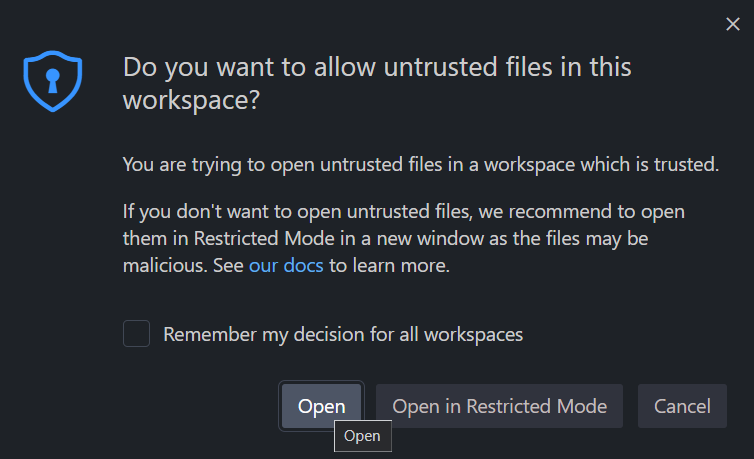 Do you want to allow untrusted files in this
workspace?
You are trying to open untrusted files in a workspace which is trusted.
If you don't want to open untrusted files, we recommend to open
them in Restricted Mode in a new window as the files may be
malicious. See our docs to learn more.
Remember my decision for all workspaces
Open Open in Restricted Mode Cancel
Open